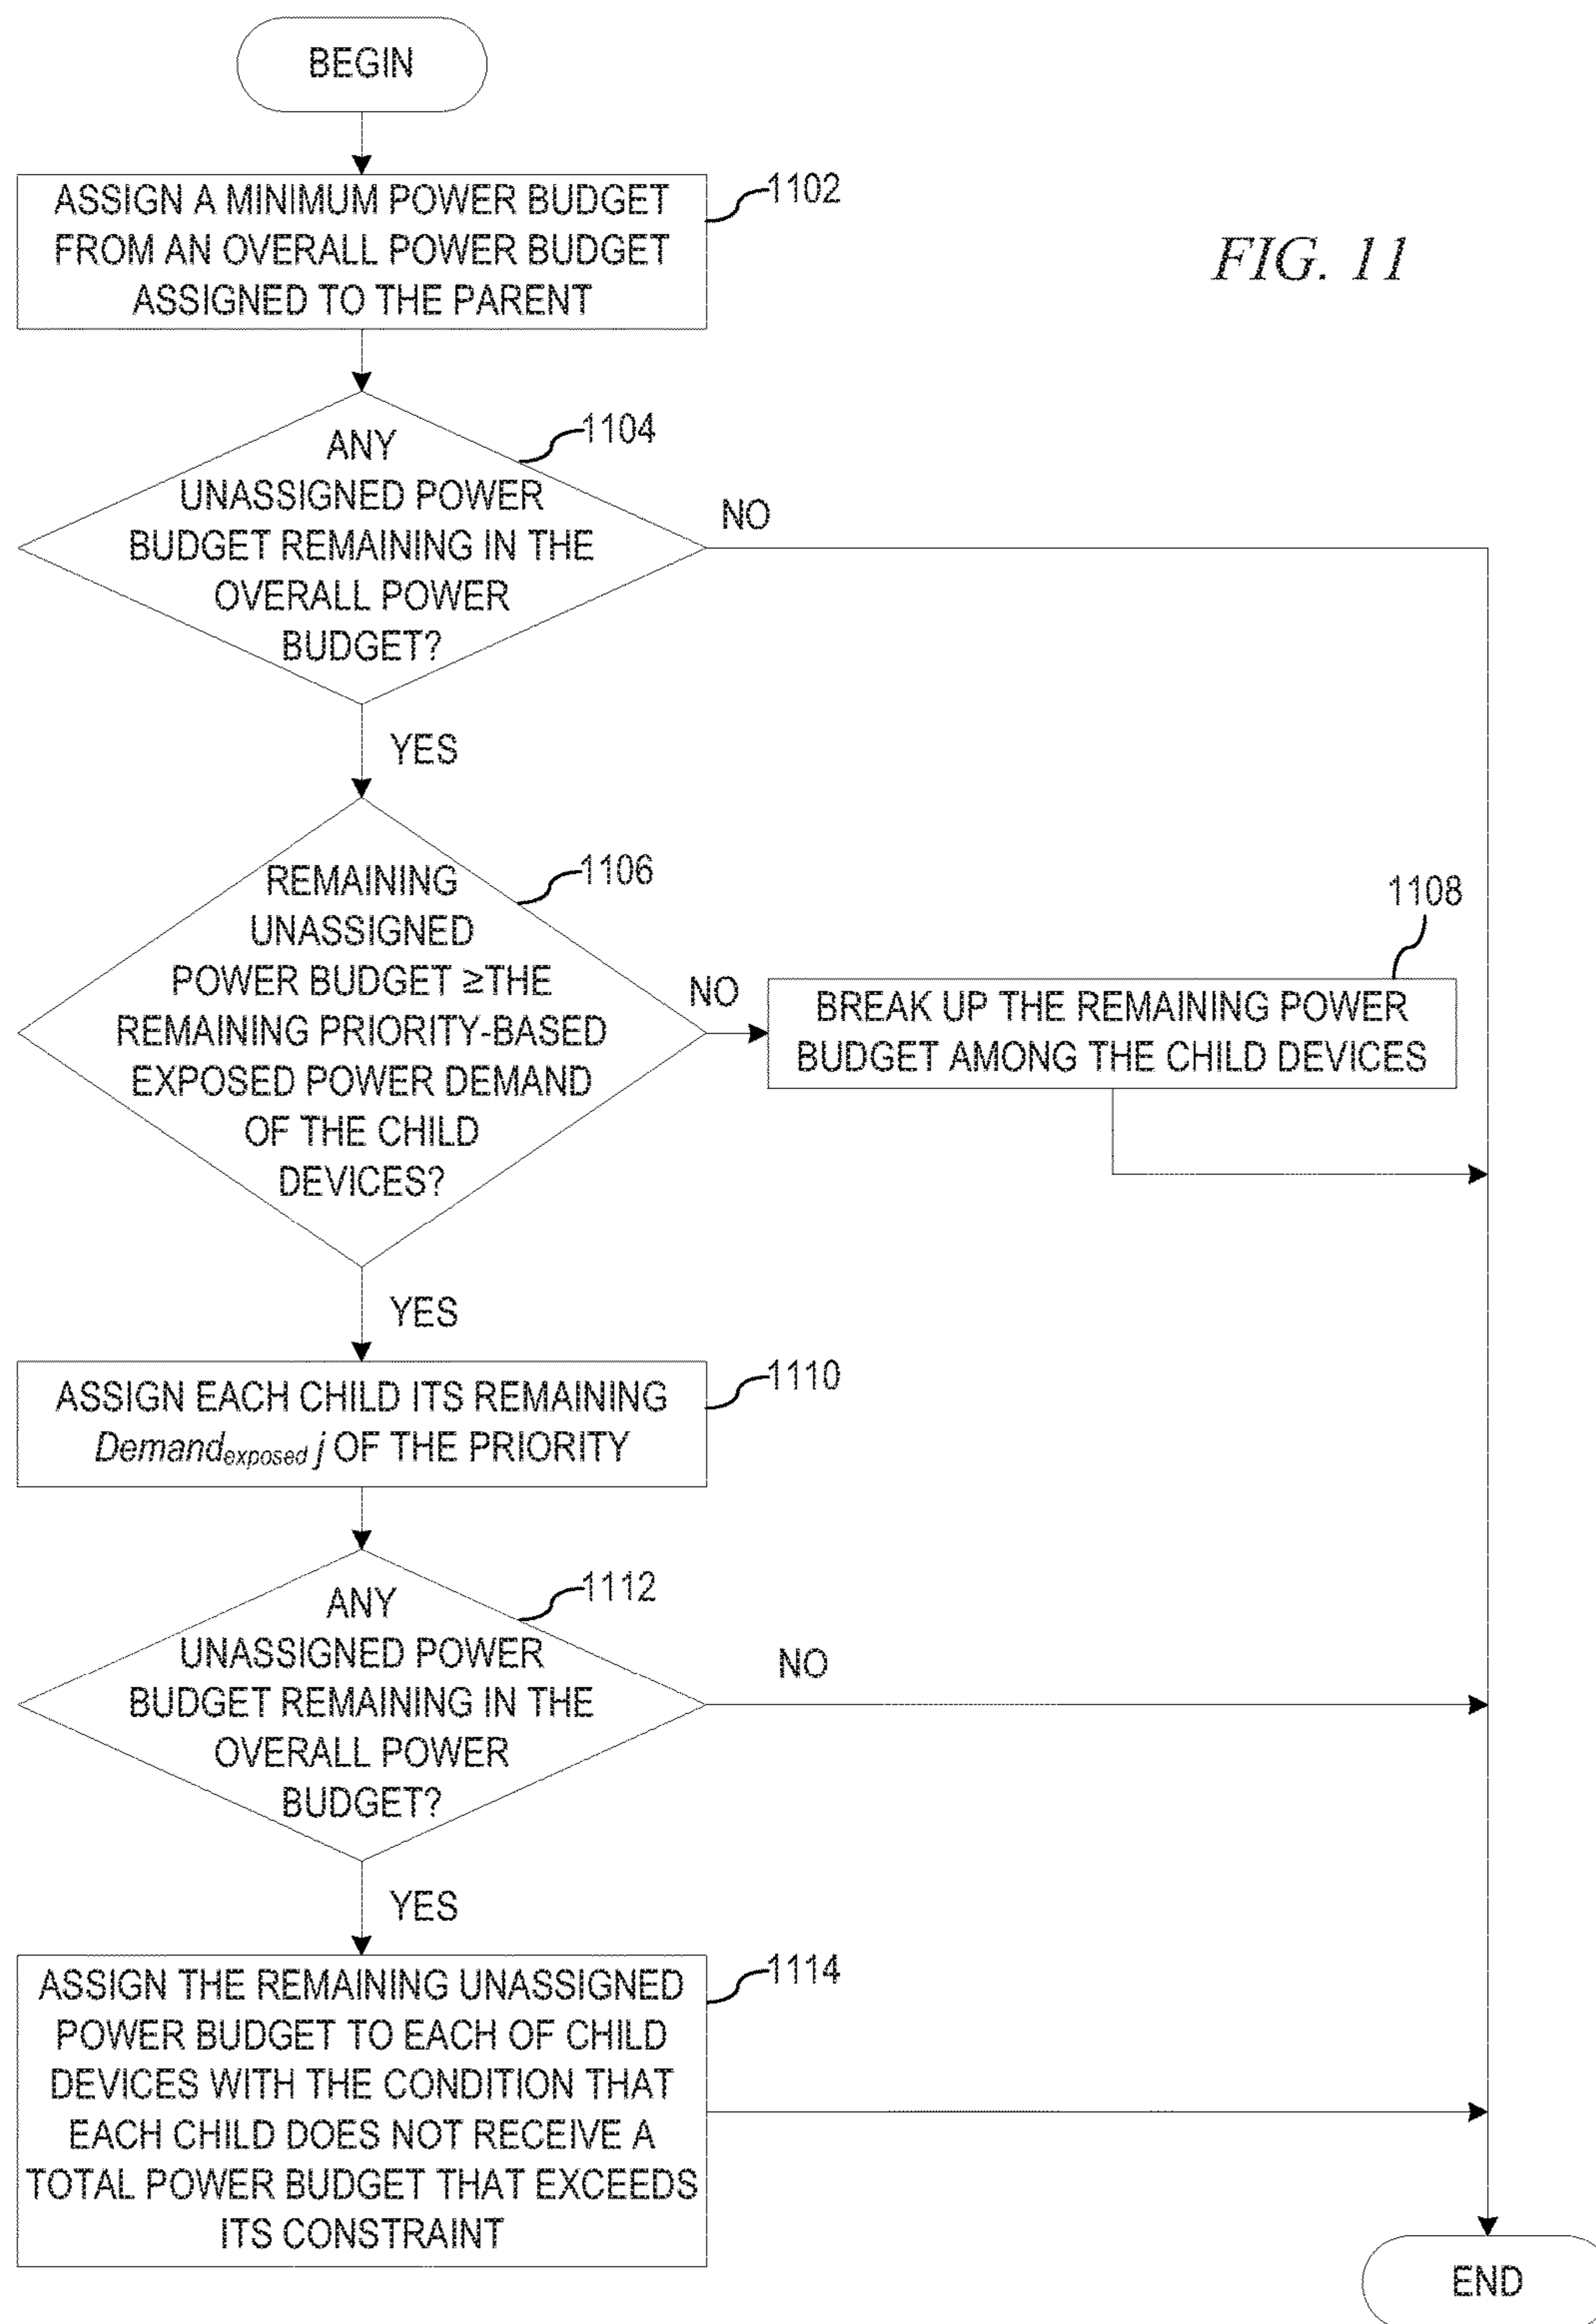 BEGIN
ASSIGN A MINIMUM POWER BUDGET
FROM AN OVERALL POWER BUDGET
ASSIGNED TO THE PARENT
1102
FIG. 11
ANY
UNASSIGNED POWER
BUDGET REMAINING IN THE
OVERALL POWER
BUDGET?
1104
NO
YES
REMAINING
UNASSIGNED
POWER BUDGET ≥THE
REMAINING PRIORITY-BASED
EXPOSED POWER DEMAND
OF THE CHILD
DEVICES?
1106
NO
1108
BREAK UP THE REMAINING POWER
BUDGET AMONG THE CHILD DEVICES
YES
ASSIGN EACH CHILD ITS REMAINING
Demandexposed j OF THE PRIORITY
1110
ANY
UNASSIGNED POWER
BUDGET REMAINING IN THE
OVERALL POWER
BUDGET?
1112
NO
YES
ASSIGN THE REMAINING UNASSIGNED
POWER BUDGET TO EACH OF CHILD
DEVICES WITH THE CONDITION THAT
EACH CHILD DOES NOT RECEIVE A
TOTAL POWER BUDGET THAT EXCEEDS
ITS CONSTRAINT
1114
END